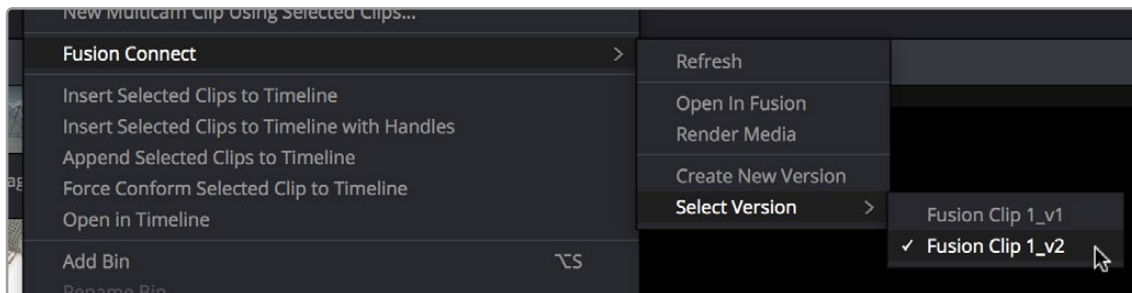 New Multicam Clip Using Selected Clips...
Fusion Connect >
Insert Selected Clips to Timeline
Insert Selected Clips to Timeline with Handles
Append Selected Clips to Timeline
Force Conform Selected Clip to Timeline
Open in Timeline
Add Bin ⌥S
Rename Bin
Refresh
Open In Fusion
Render Media
Create New Version
Select Version >
Fusion Clip 1_v1
✓ Fusion Clip 1_v2